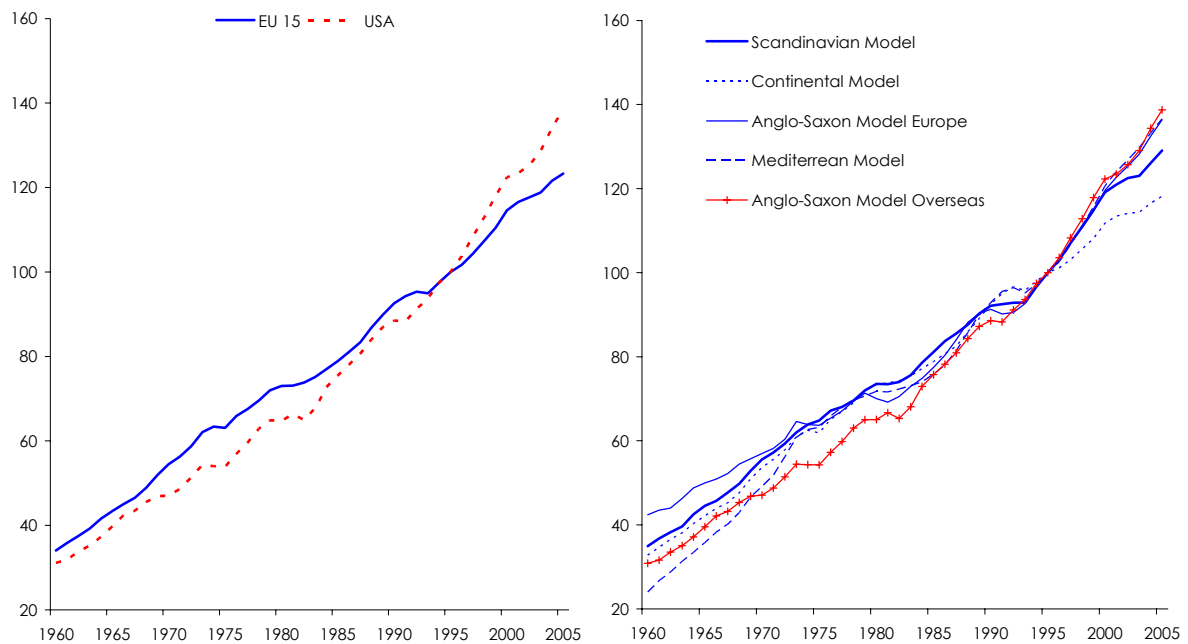 EU 15 USA
160
140
120
100
80
60
40
20
1960 1965 1970 1975 1980 1985 1990 1995 2000 2005
Scandinavian Model
Continental Model
Anglo-Saxon Model Europe
Mediterrean Model
Anglo-Saxon Model Overseas
160
140
120
100
80
60
40
20
1960 1965 1970 1975 1980 1985 1990 1995 2000 2005